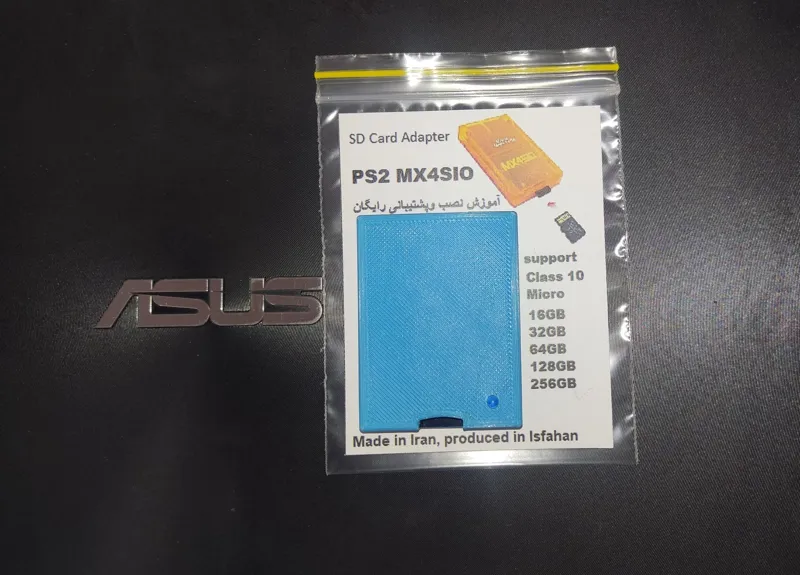 SD Card Adapter
MX4SIO
PS2 MX4SIO
آموزش نصب وپشتیبانی رایگان
support
Class 10
Micro
16GB
32GB
64GB
128GB
256GB
ASUS
Made in Iran, produced in Isfahan